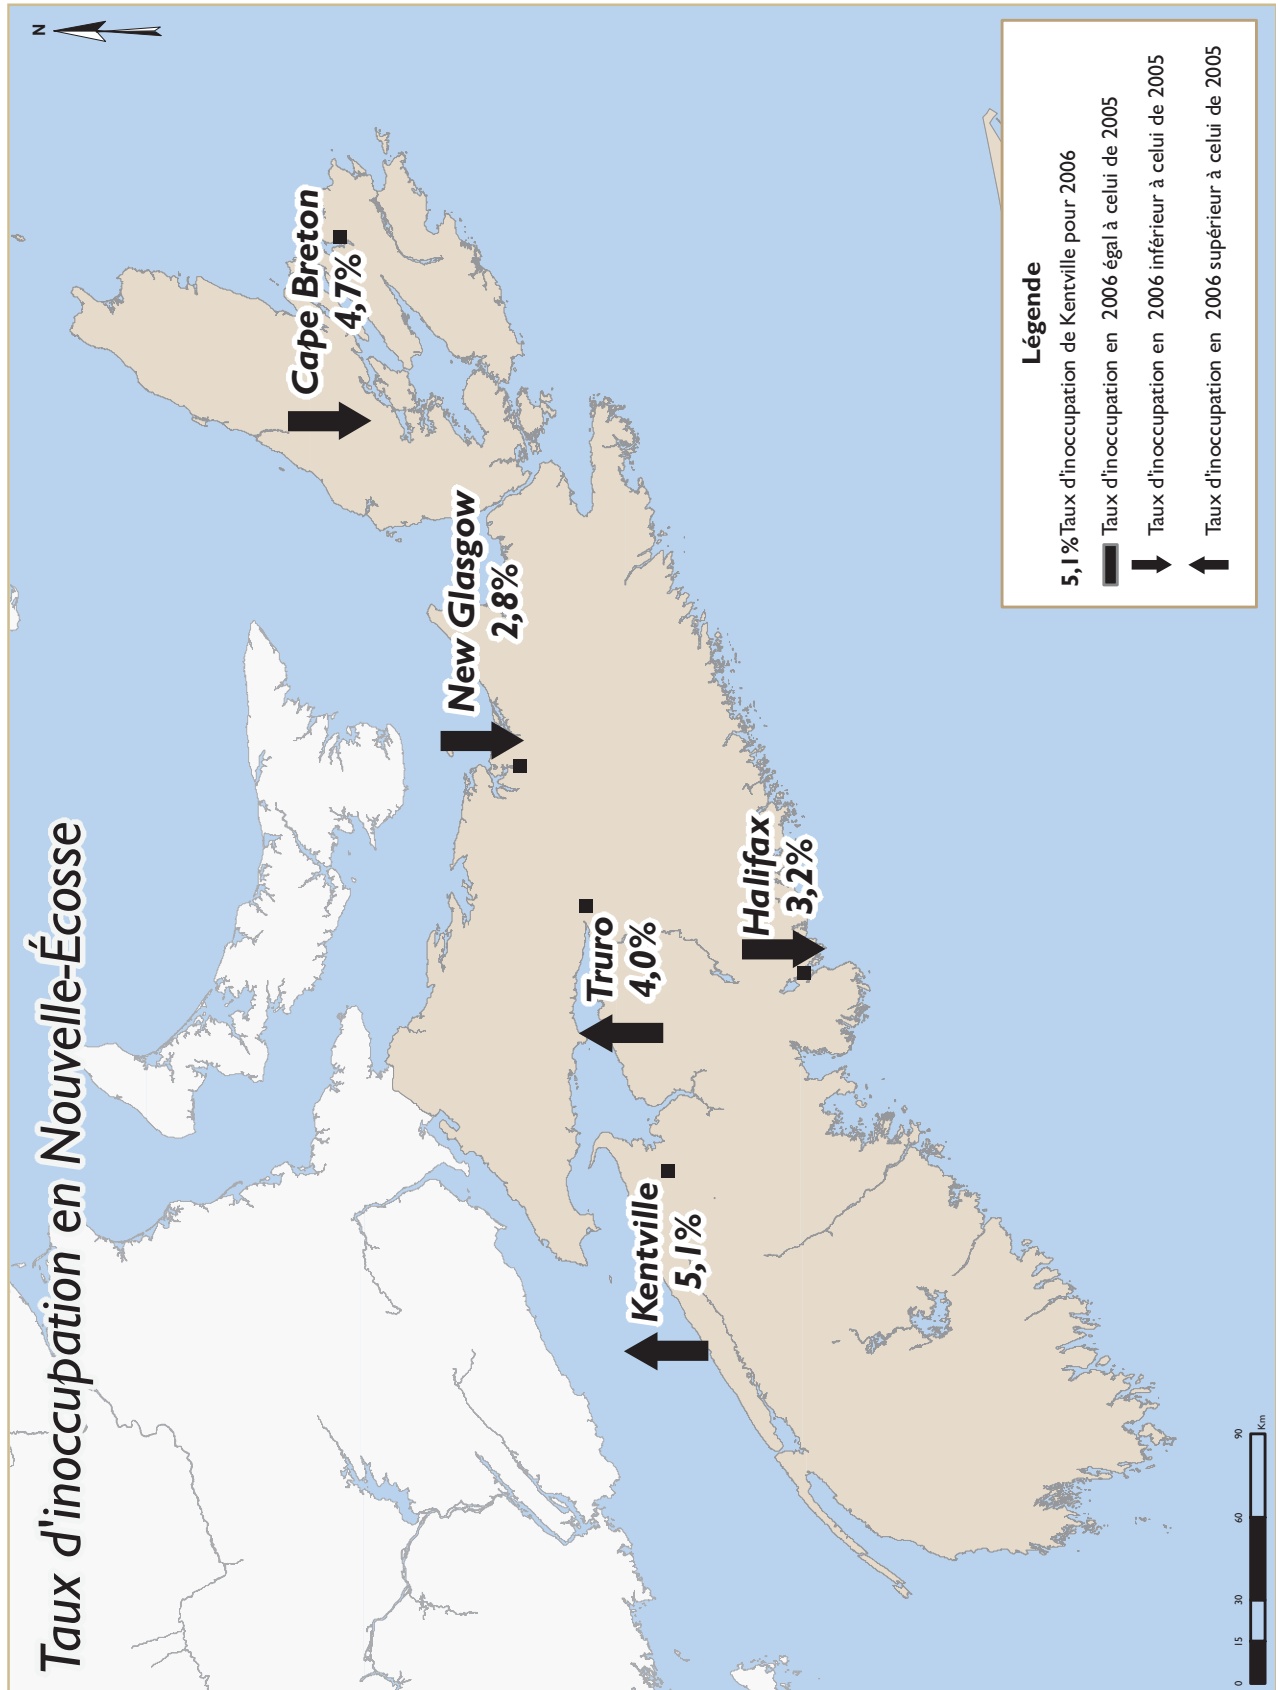 Taux d'inoccupation en Nouvelle-Écosse
N
Cape Breton
4,7%
New Glasgow
2,8%
Truro
4,0%
Halifax
3,2%
Kentville
5,1%
Légende
5,1% Taux d'inoccupation de Kentville pour 2006
Taux d'inoccupation en 2006 égal à celui de 2005
Taux d'inoccupation en 2006 inférieur à celui de 2005
Taux d'inoccupation en 2006 supérieur à celui de 2005
0 15 30 60 90
Km